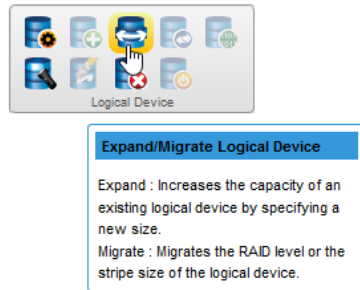 Logical Device
Expand/Migrate Logical Device
Expand : Increases the capacity of an
existing logical device by specifying a
new size.
Migrate : Migrates the RAID level or the
stripe size of the logical device.